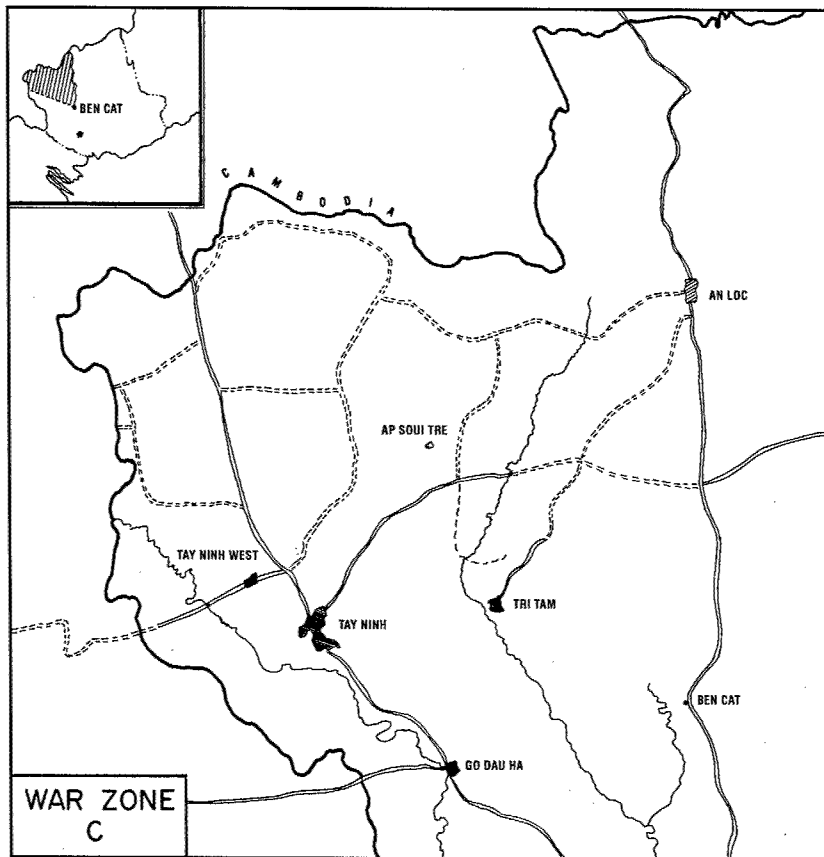 BEN CAT
CAMBODIA
AN LOC
AP SOUI TRE
TAY NINH WEST
TRI TAM
TAY NINH
BEN CAT
GO DAU HA
WAR ZONE
C